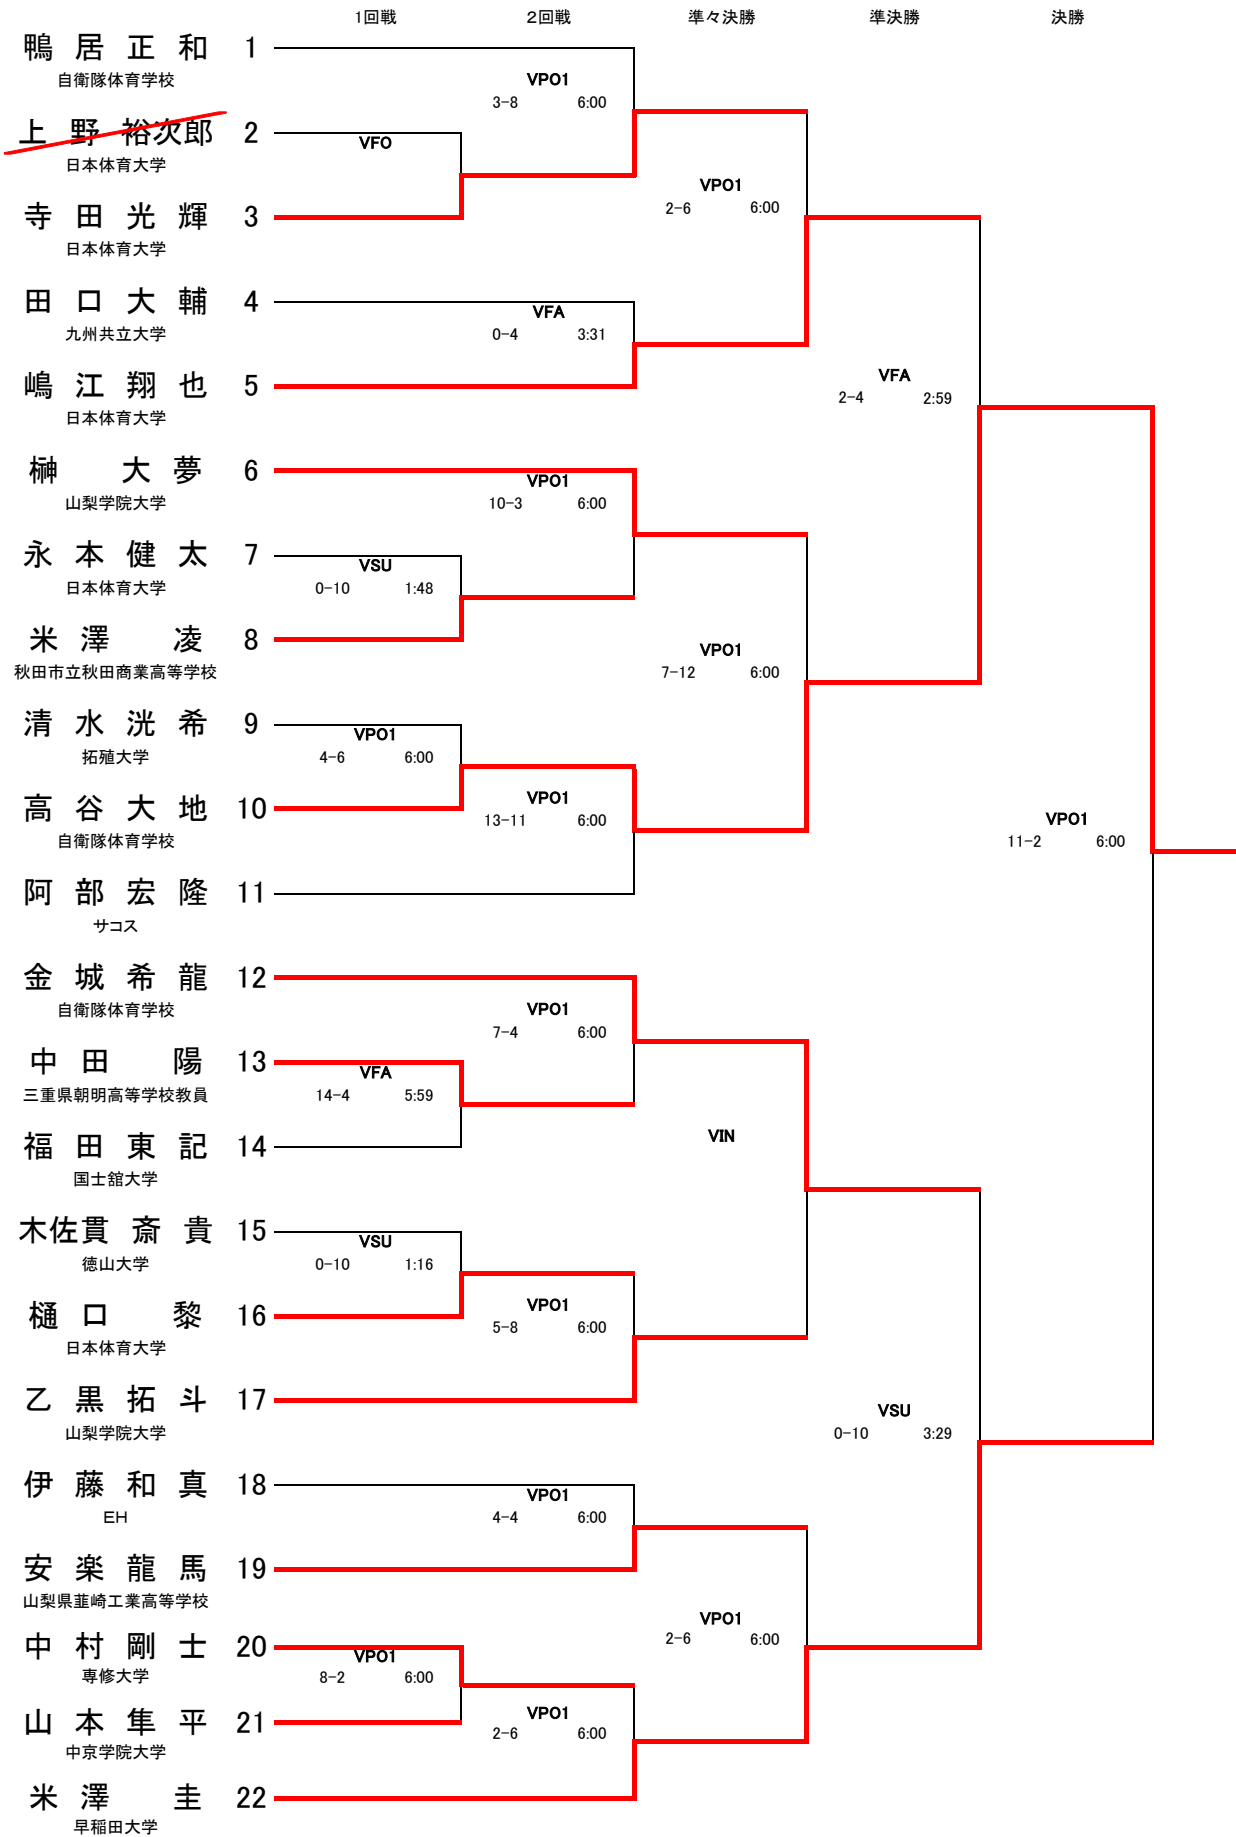 1回戦 2回戦 準々決勝 準決勝 決勝
鴨居正和 1
自衛隊体育学校
VPO1
3-8 6:00
上野裕次郎 2
日本体育大学
VFO
寺田光輝 3
日本体育大学
VPO1
2-6 6:00
田口大輔 4
九州共立大学
VFA
0-4 3:31
嶋江翔也 5
日本体育大学
VFA
2-4 2:59
榊大夢 6
山梨学院大学
VPO1
10-3 6:00
永本健太 7
日本体育大学
VSU
0-10 1:48
米澤凌 8
秋田市立秋田商業高等学校
VPO1
7-12 6:00
清水洸希 9
拓殖大学
VPO1
4-6 6:00
高谷大地 10
自衛隊体育学校
VPO1
13-11 6:00
VPO1
11-2 6:00
阿部宏隆 11
サコス
金城希龍 12
自衛隊体育学校
VPO1
7-4 6:00
中田陽 13
三重県朝明高等学校教員
VFA
14-4 5:59
福田東記 14
国士舘大学
VIN
木佐貫斎貴 15
徳山大学
VSU
0-10 1:16
樋口黎 16
日本体育大学
VPO1
5-8 6:00
乙黒拓斗 17
山梨学院大学
VSU
0-10 3:29
伊藤和真 18
EH
VPO1
4-4 6:00
安楽龍馬 19
山梨県韮崎工業高等学校
VPO1
2-6 6:00
中村剛士 20
専修大学
VPO1
8-2 6:00
山本隼平 21
中京学院大学
VPO1
2-6 6:00
米澤圭 22
早稲田大学